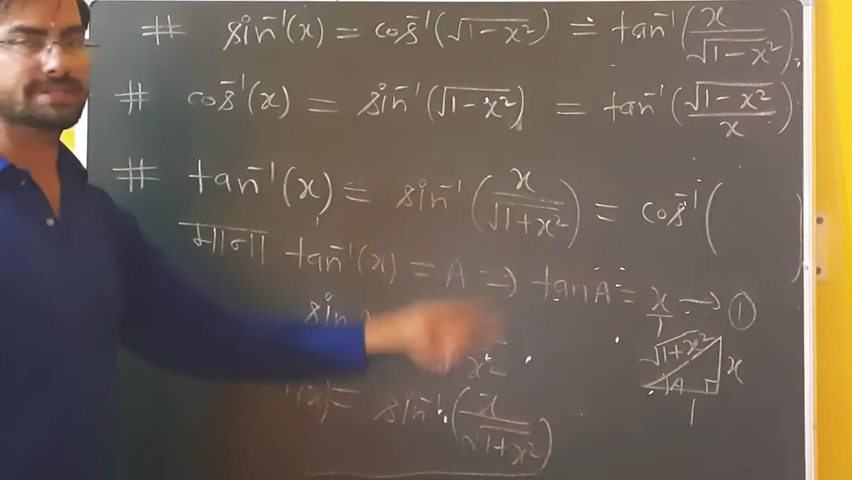 # sin⁻¹(x) = cos⁻¹(√1-x²) = tan⁻¹(x/√1-x²),
# cos⁻¹(x) = sin⁻¹(√1-x²) = tan⁻¹(√1-x²/x)
# tan⁻¹(x) = sin⁻¹(x/√1+x²) = cos⁻¹( )
माना tan⁻¹(x) = A ⇒ tanA = x/1 → ①
sin
x²
√1+x² x
A
(x) = sin⁻¹(x/√1+x²)
1